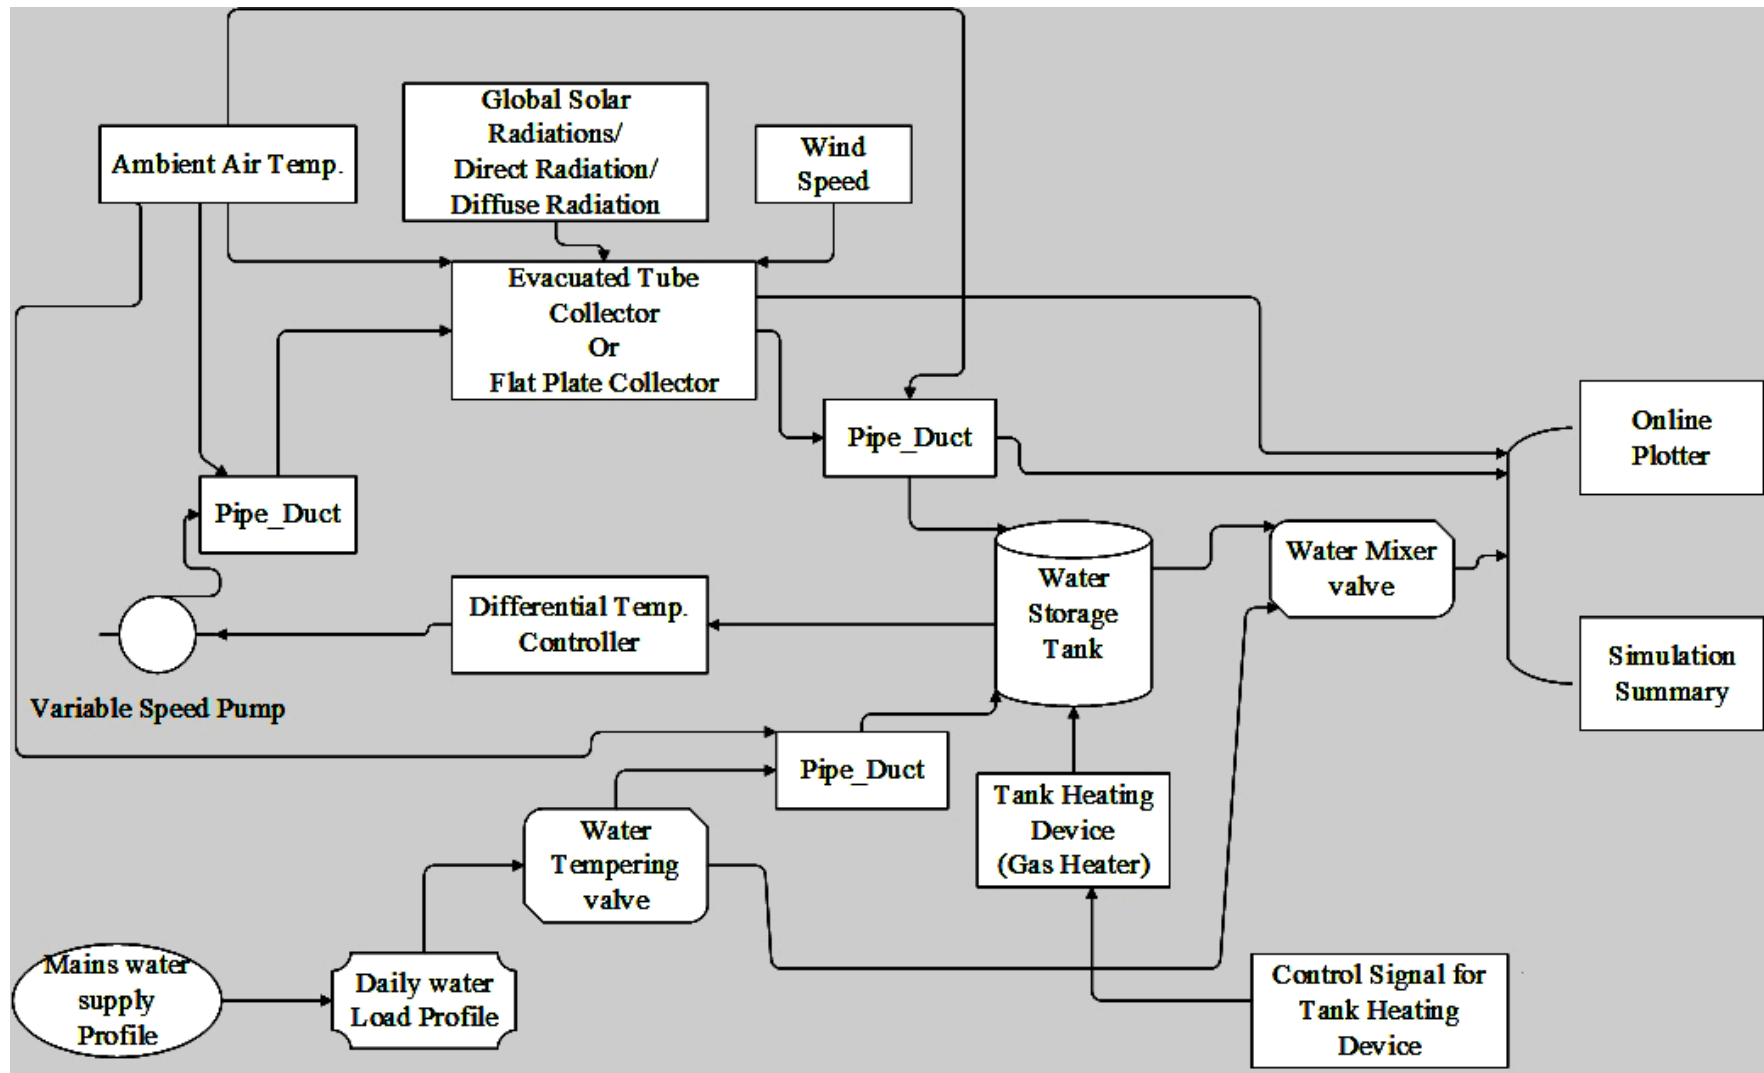 Global Solar
Radiations/
Direct Radiation/
Diffuse Radiation
Ambient Air Temp.
Wind
Speed
Evacuated Tube
Collector
Or
Flat Plate Collector
Pipe_Duct
Online
Plotter
Pipe_Duct
Water Mixer
valve
Water
Storage
Tank
Differential Temp.
Controller
Simulation
Summary
Variable Speed Pump
Pipe_Duct
Tank Heating
Device
(Gas Heater)
Water
Tempering
valve
Mains water
supply
Profile
Daily water
Load Profile
Control Signal for
Tank Heating
Device